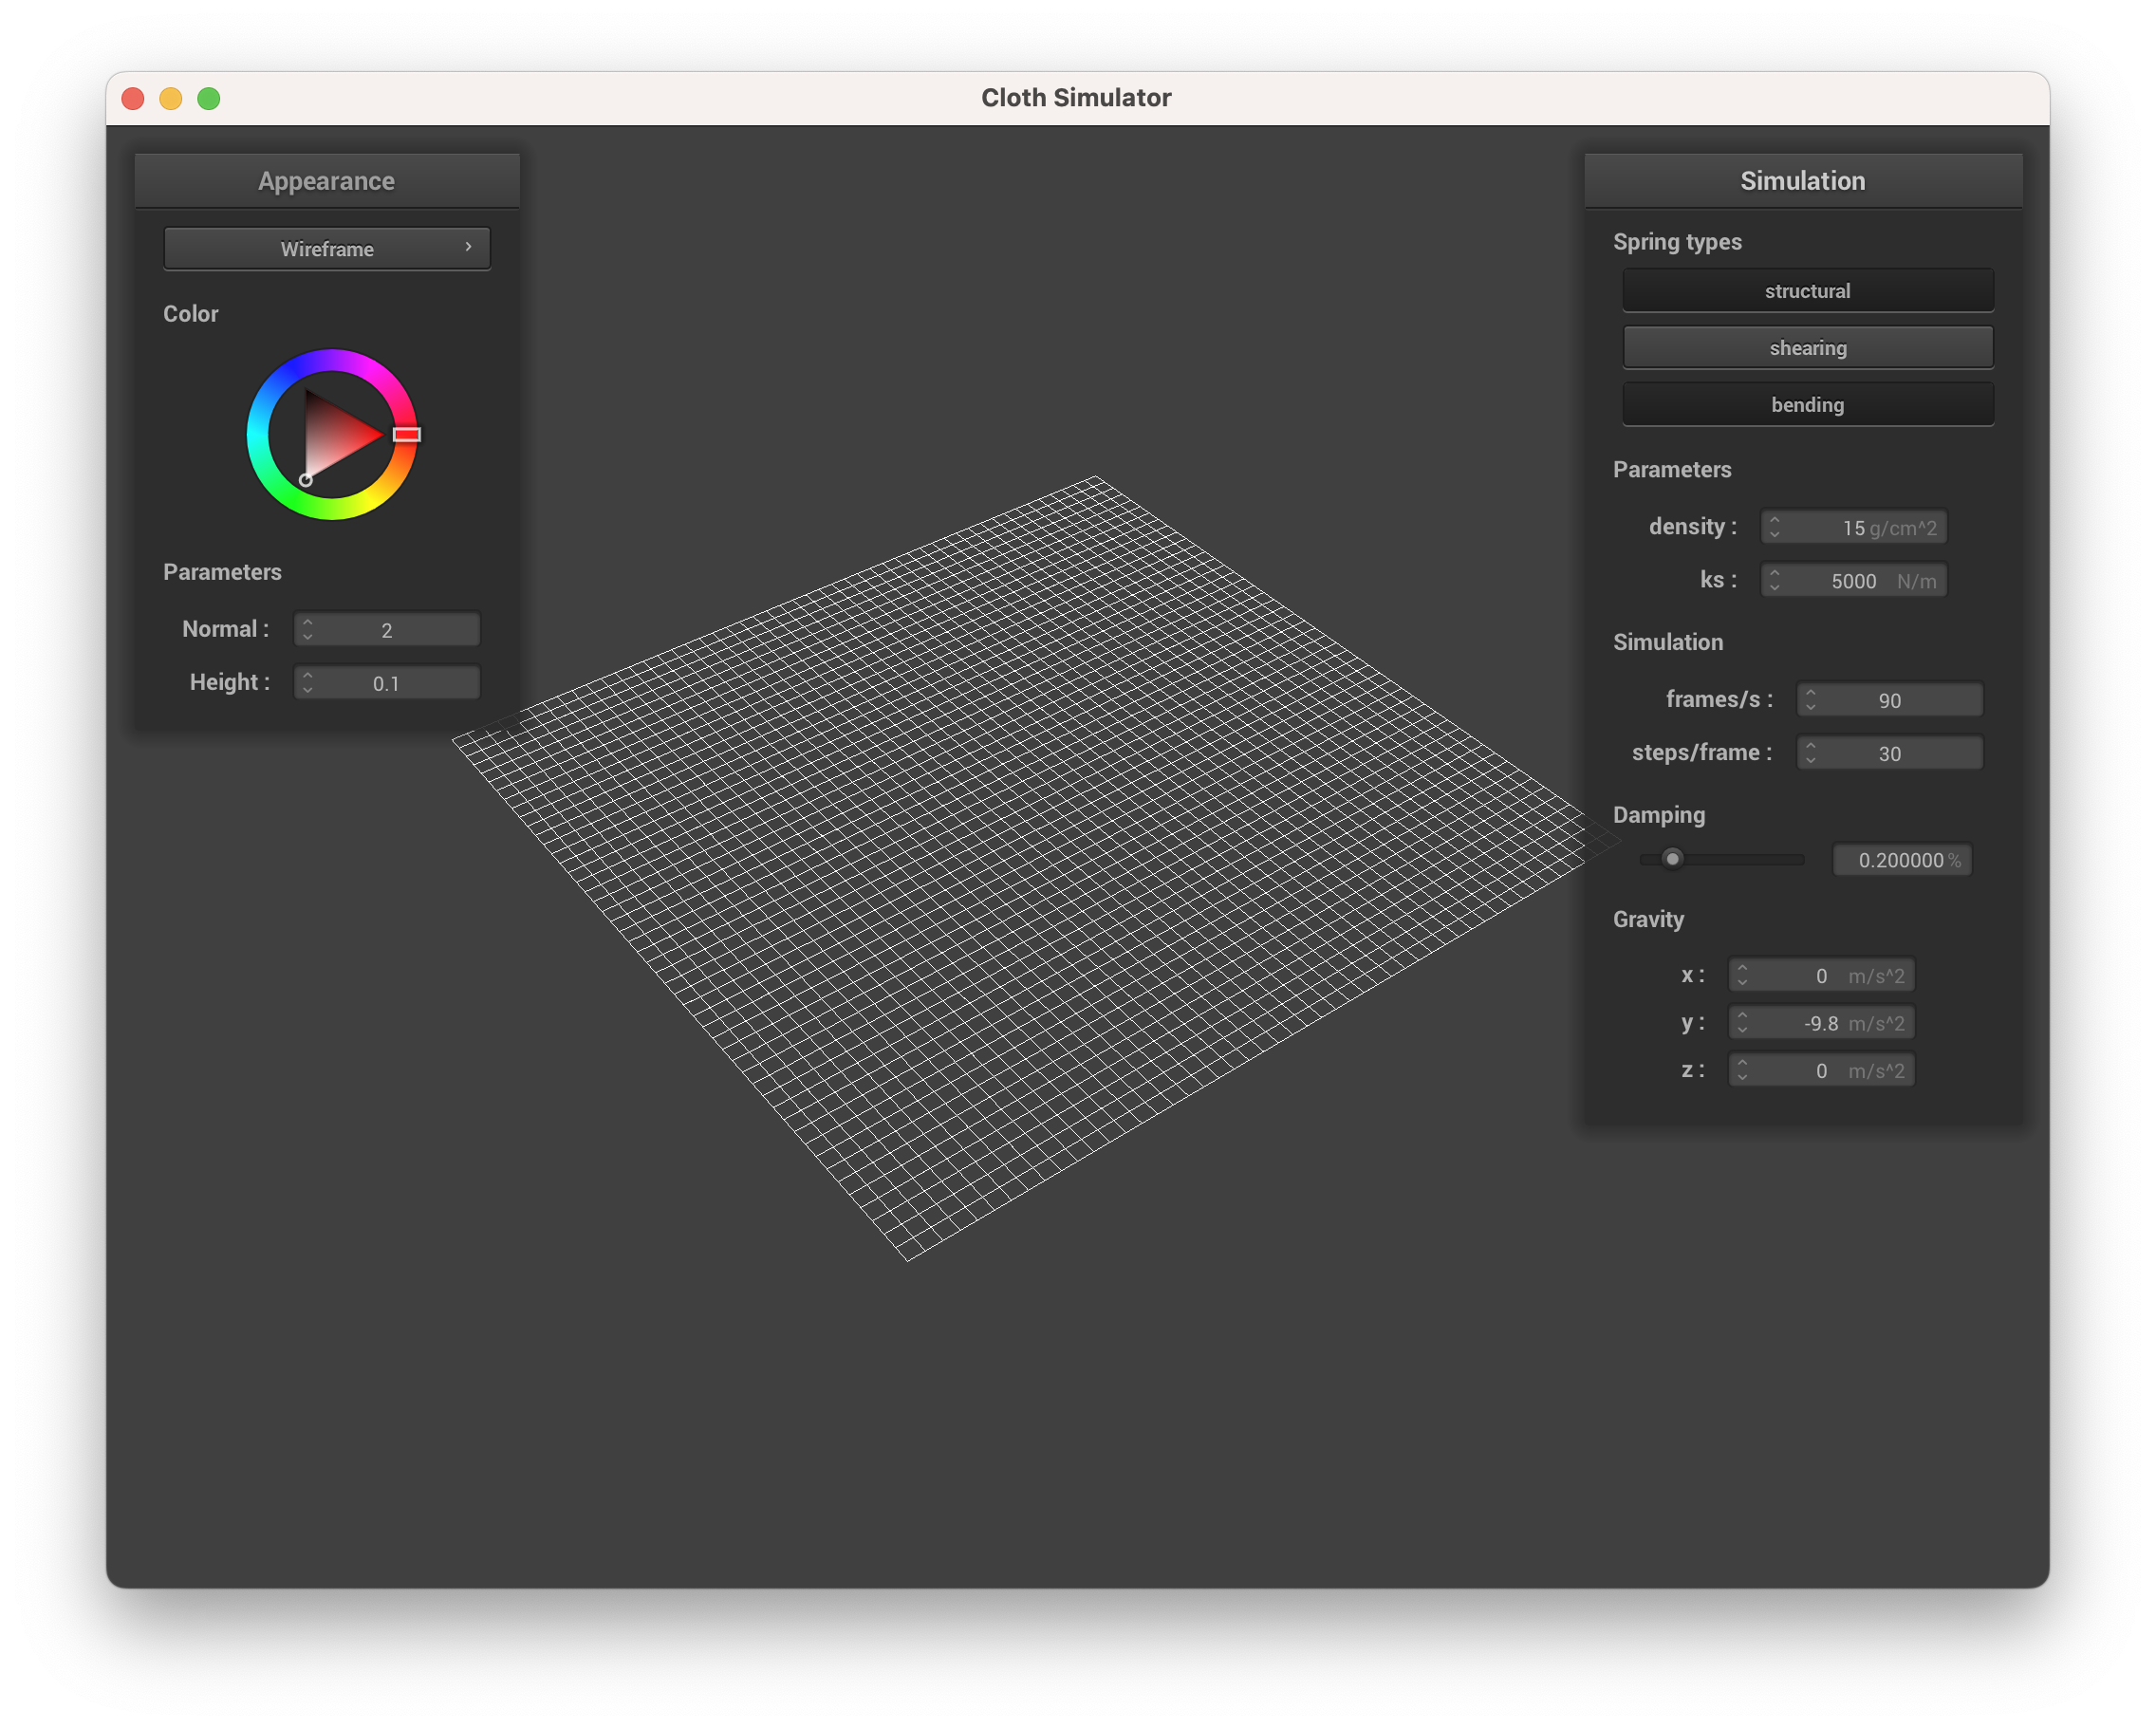 Cloth Simulator
Appearance
Wireframe
Color
Parameters
Normal : 2
Height : 0.1
Simulation
Spring types
structural
shearing
bending
Parameters
density : 15 g/cm^2
ks : 5000 N/m
Simulation
frames/s : 90
steps/frame : 30
Damping
0.200000 %
Gravity
x : 0 m/s^2
y : -9.8 m/s^2
z : 0 m/s^2